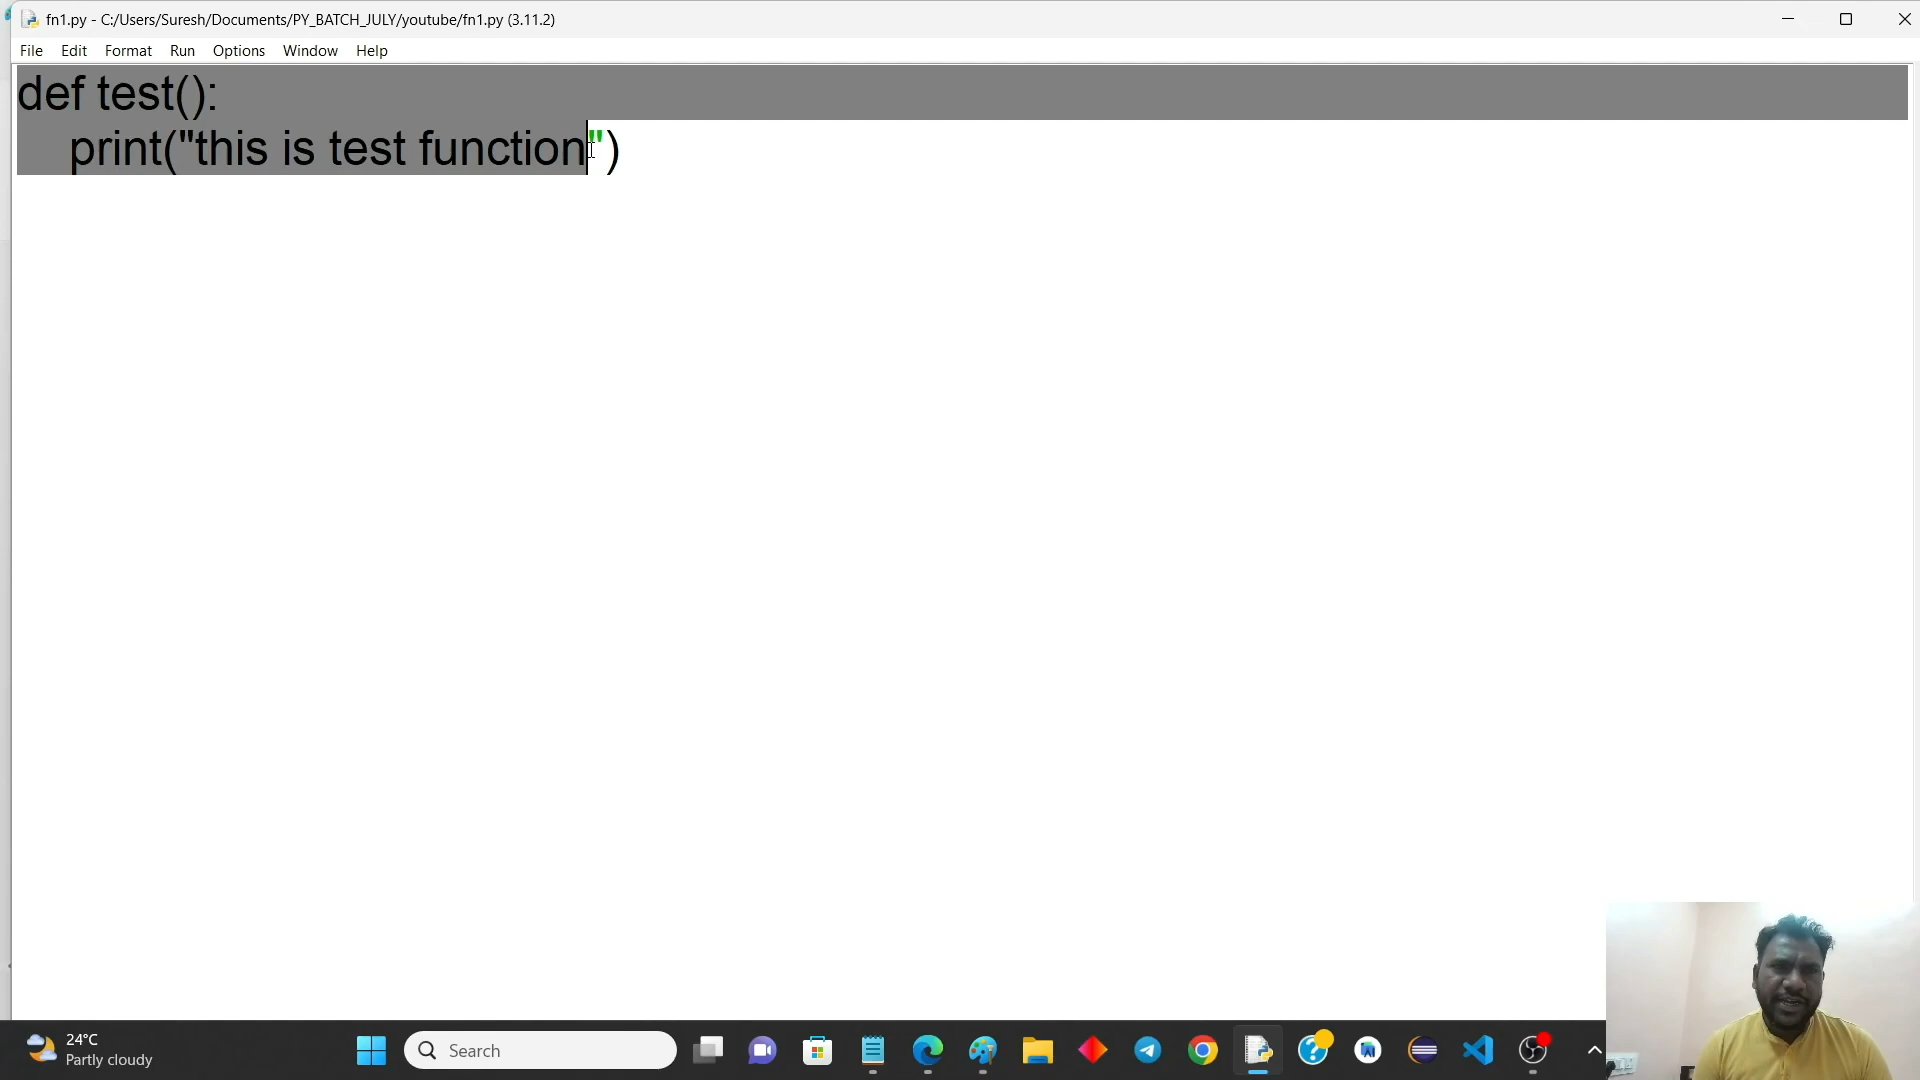 fn1.py - C:/Users/Suresh/Documents/PY_BATCH_JULY/youtube/fn1.py (3.11.2)
File Edit Format Run Options Window Help
def test():
    print("this is test function")
24°C
Partly cloudy
Search